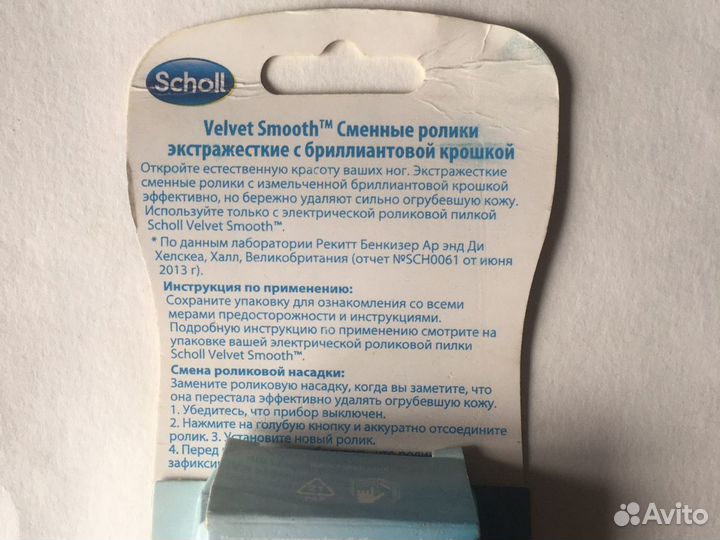 Scholl
Velvet Smooth™ Сменные ролики
экстражесткие с бриллиантовой крошкой
Откройте естественную красоту ваших ног. Экстражесткие
сменные ролики с измельченной бриллиантовой крошкой
эффективно, но бережно удаляют сильно огрубевшую кожу.
Используйте только с электрической роликовой пилкой
Scholl Velvet Smooth™.
* По данным лаборатории Рекитт Бенкизер Ар энд Ди
Хелскеа, Халл, Великобритания (отчет №SCH0061 от июня
2013 г).
Инструкция по применению:
Сохраните упаковку для ознакомления со всеми
мерами предосторожности и инструкциями.
Подробную инструкцию по применению смотрите на
упаковке вашей электрической роликовой пилки
Scholl Velvet Smooth™.
Смена роликовой насадки:
Замените роликовую насадку, когда вы заметите, что
она перестала эффективно удалять огрубевшую кожу.
1. Убедитесь, что прибор выключен.
2. Нажмите на голубую кнопку и аккуратно отсоедините
ролик. 3. Установите новый ролик.
4. Перед
Avito